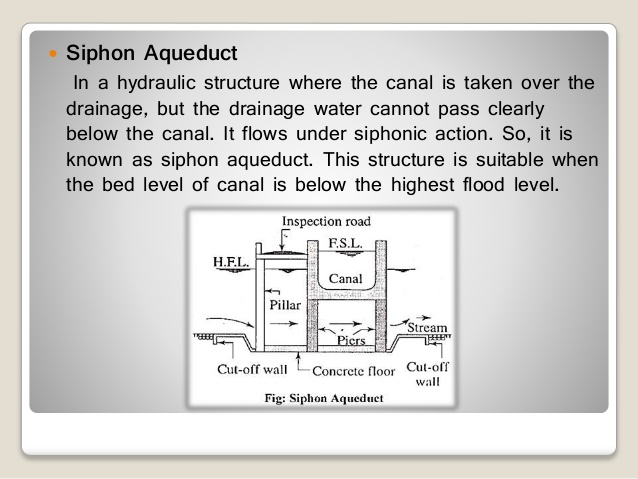 Siphon Aqueduct
In a hydraulic structure where the canal is taken over the
drainage, but the drainage water cannot pass clearly
below the canal. It flows under siphonic action. So, it is
known as siphon aqueduct. This structure is suitable when
the bed level of canal is below the highest flood level.
Inspection road
F.S.L.
H.F.L.
Canal
Pillar
Stream
Piers
Cut-off wall
Concrete floor
Cut-off
wall
Fig: Siphon Aqueduct